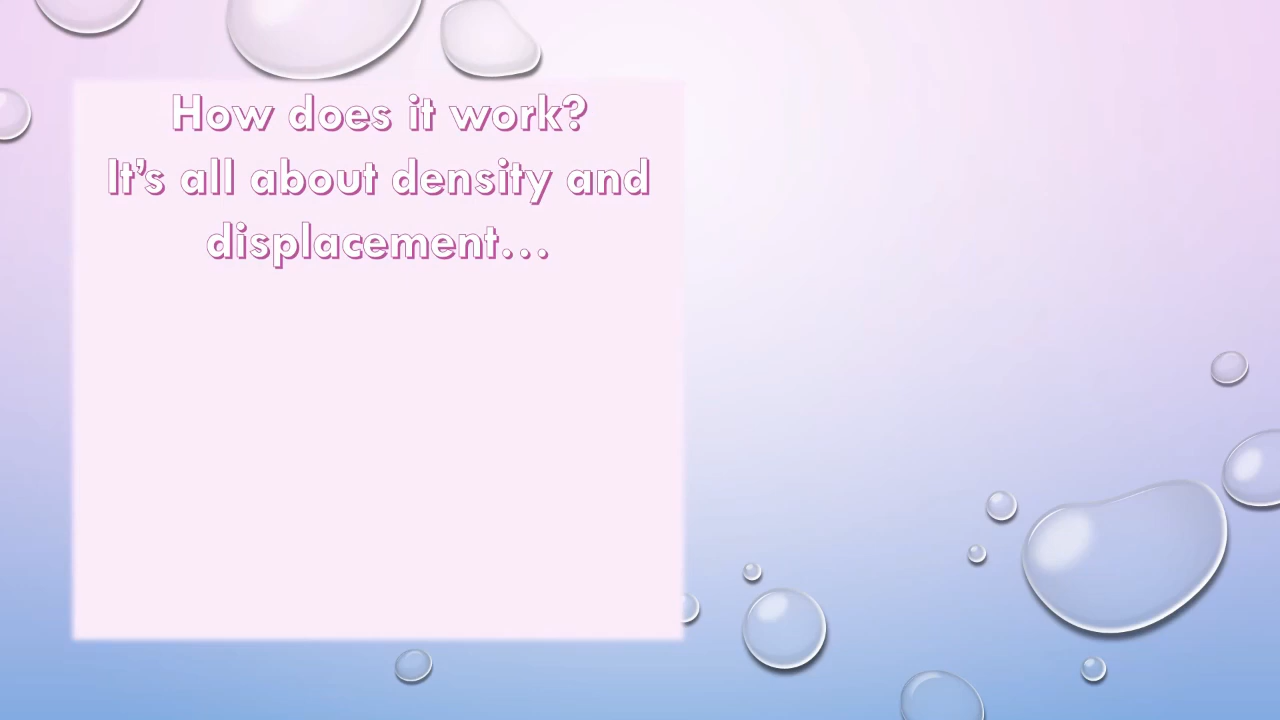 How does it work?
It’s all about density and
displacement…